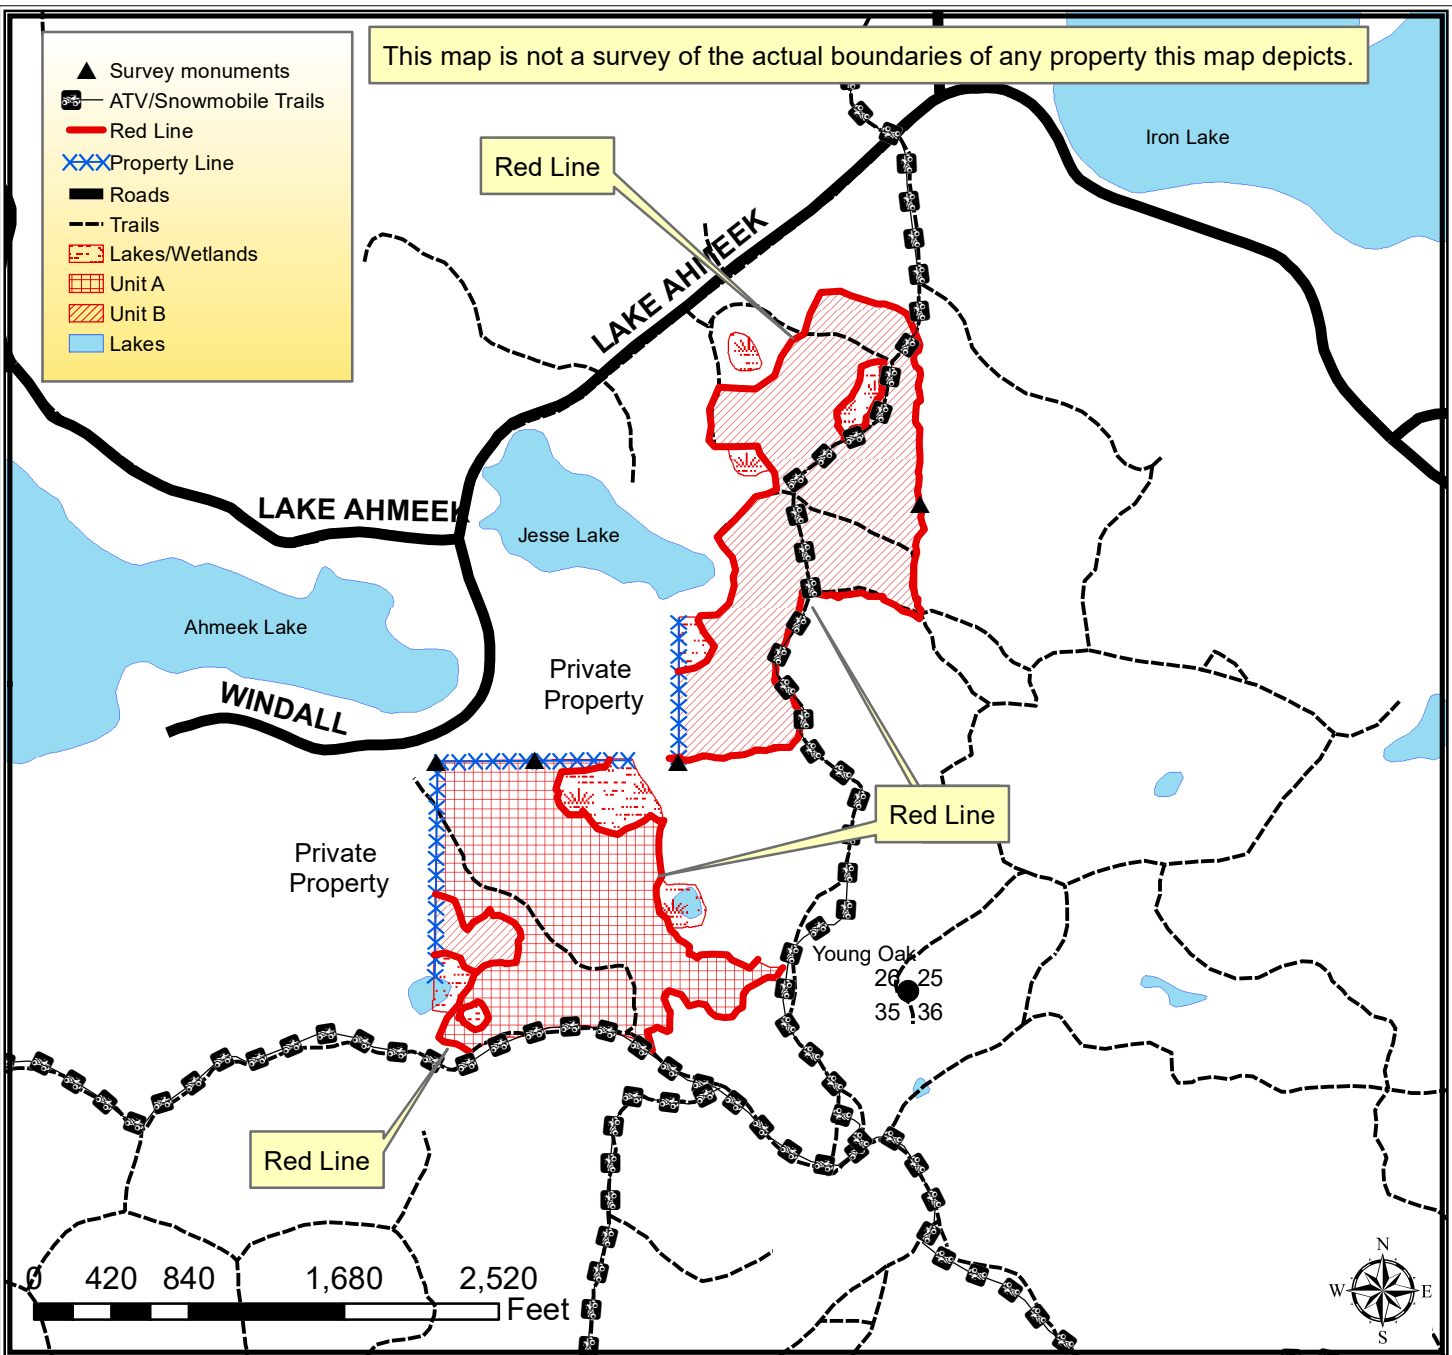 This map is not a survey of the actual boundaries of any property this map depicts.
Survey monuments
ATV/Snowmobile Trails
Red Line
Property Line
Roads
Trails
Lakes/Wetlands
Unit A
Unit B
Lakes
Iron Lake
Red Line
LAKE AHMEEK
LAKE AHMEEK
Jesse Lake
Ahmeek Lake
Private
Property
WINDALL
Red Line
Private
Property
Young Oak
26 25
35 36
Red Line
0 420 840 1,680 2,520
Feet
N
W E
S